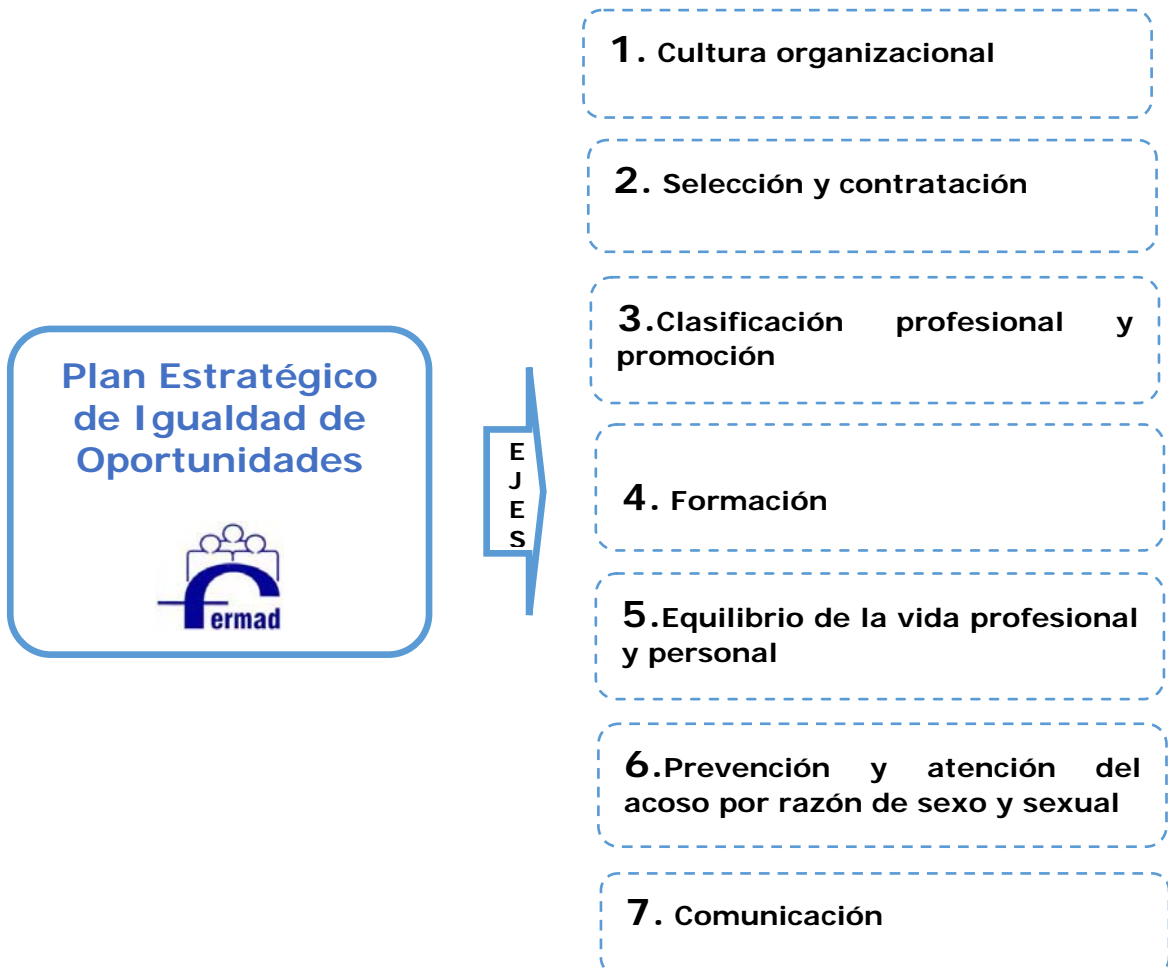 Plan Estratégico
de Igualdad de
Oportunidades
fermad
E
J
E
S
1. Cultura organizacional
2. Selección y contratación
3.Clasificación profesional y
promoción
4. Formación
5.Equilibrio de la vida profesional
y personal
6.Prevención y atención del
acoso por razón de sexo y sexual
7. Comunicación